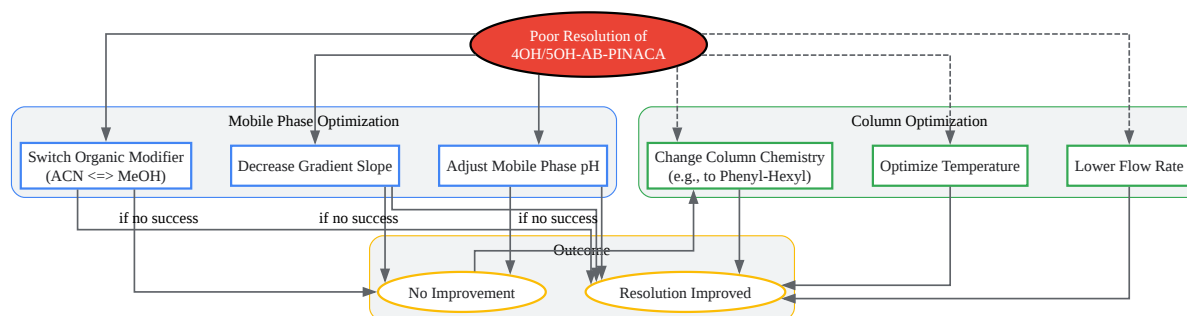 Poor Resolution of
4OH/5OH-AB-PINACA
Mobile Phase Optimization
Column Optimization
Switch Organic Modifier
(ACN <=> MeOH)
Decrease Gradient Slope
Adjust Mobile Phase pH
Change Column Chemistry
(e.g., to Phenyl-Hexyl)
Optimize Temperature
Lower Flow Rate
if no success
if no success
if no success
Outcome
No Improvement
Resolution Improved